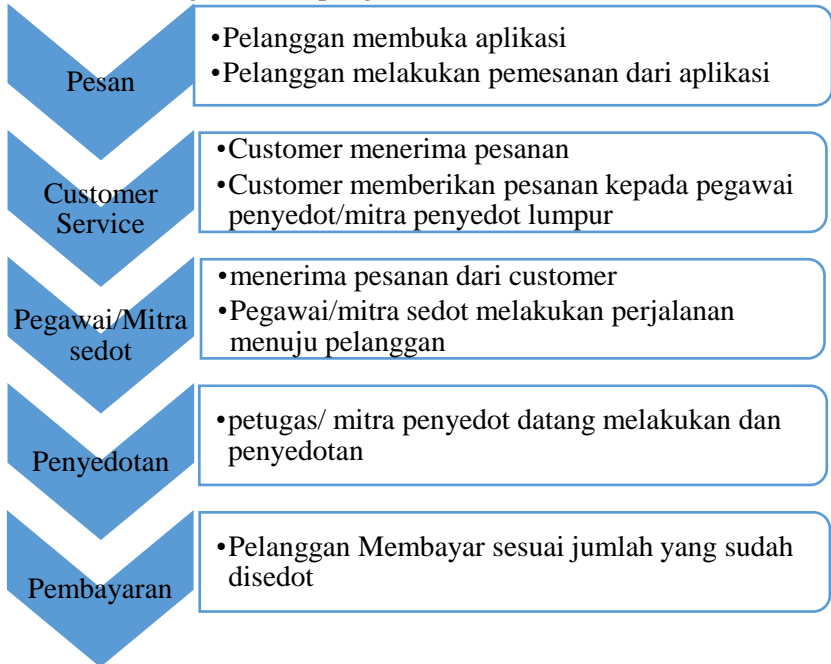 Pesan
•Pelanggan membuka aplikasi
•Pelanggan melakukan pemesanan dari aplikasi
Customer
Service
•Customer menerima pesanan
•Customer memberikan pesanan kepada pegawai
penyedot/mitra penyedot lumpur
Pegawai/Mitra
sedot
•menerima pesanan dari customer
•Pegawai/mitra sedot melakukan perjalanan
menuju pelanggan
Penyedotan
•petugas/ mitra penyedot datang melakukan dan
penyedotan
Pembayaran
•Pelanggan Membayar sesuai jumlah yang sudah
disedot